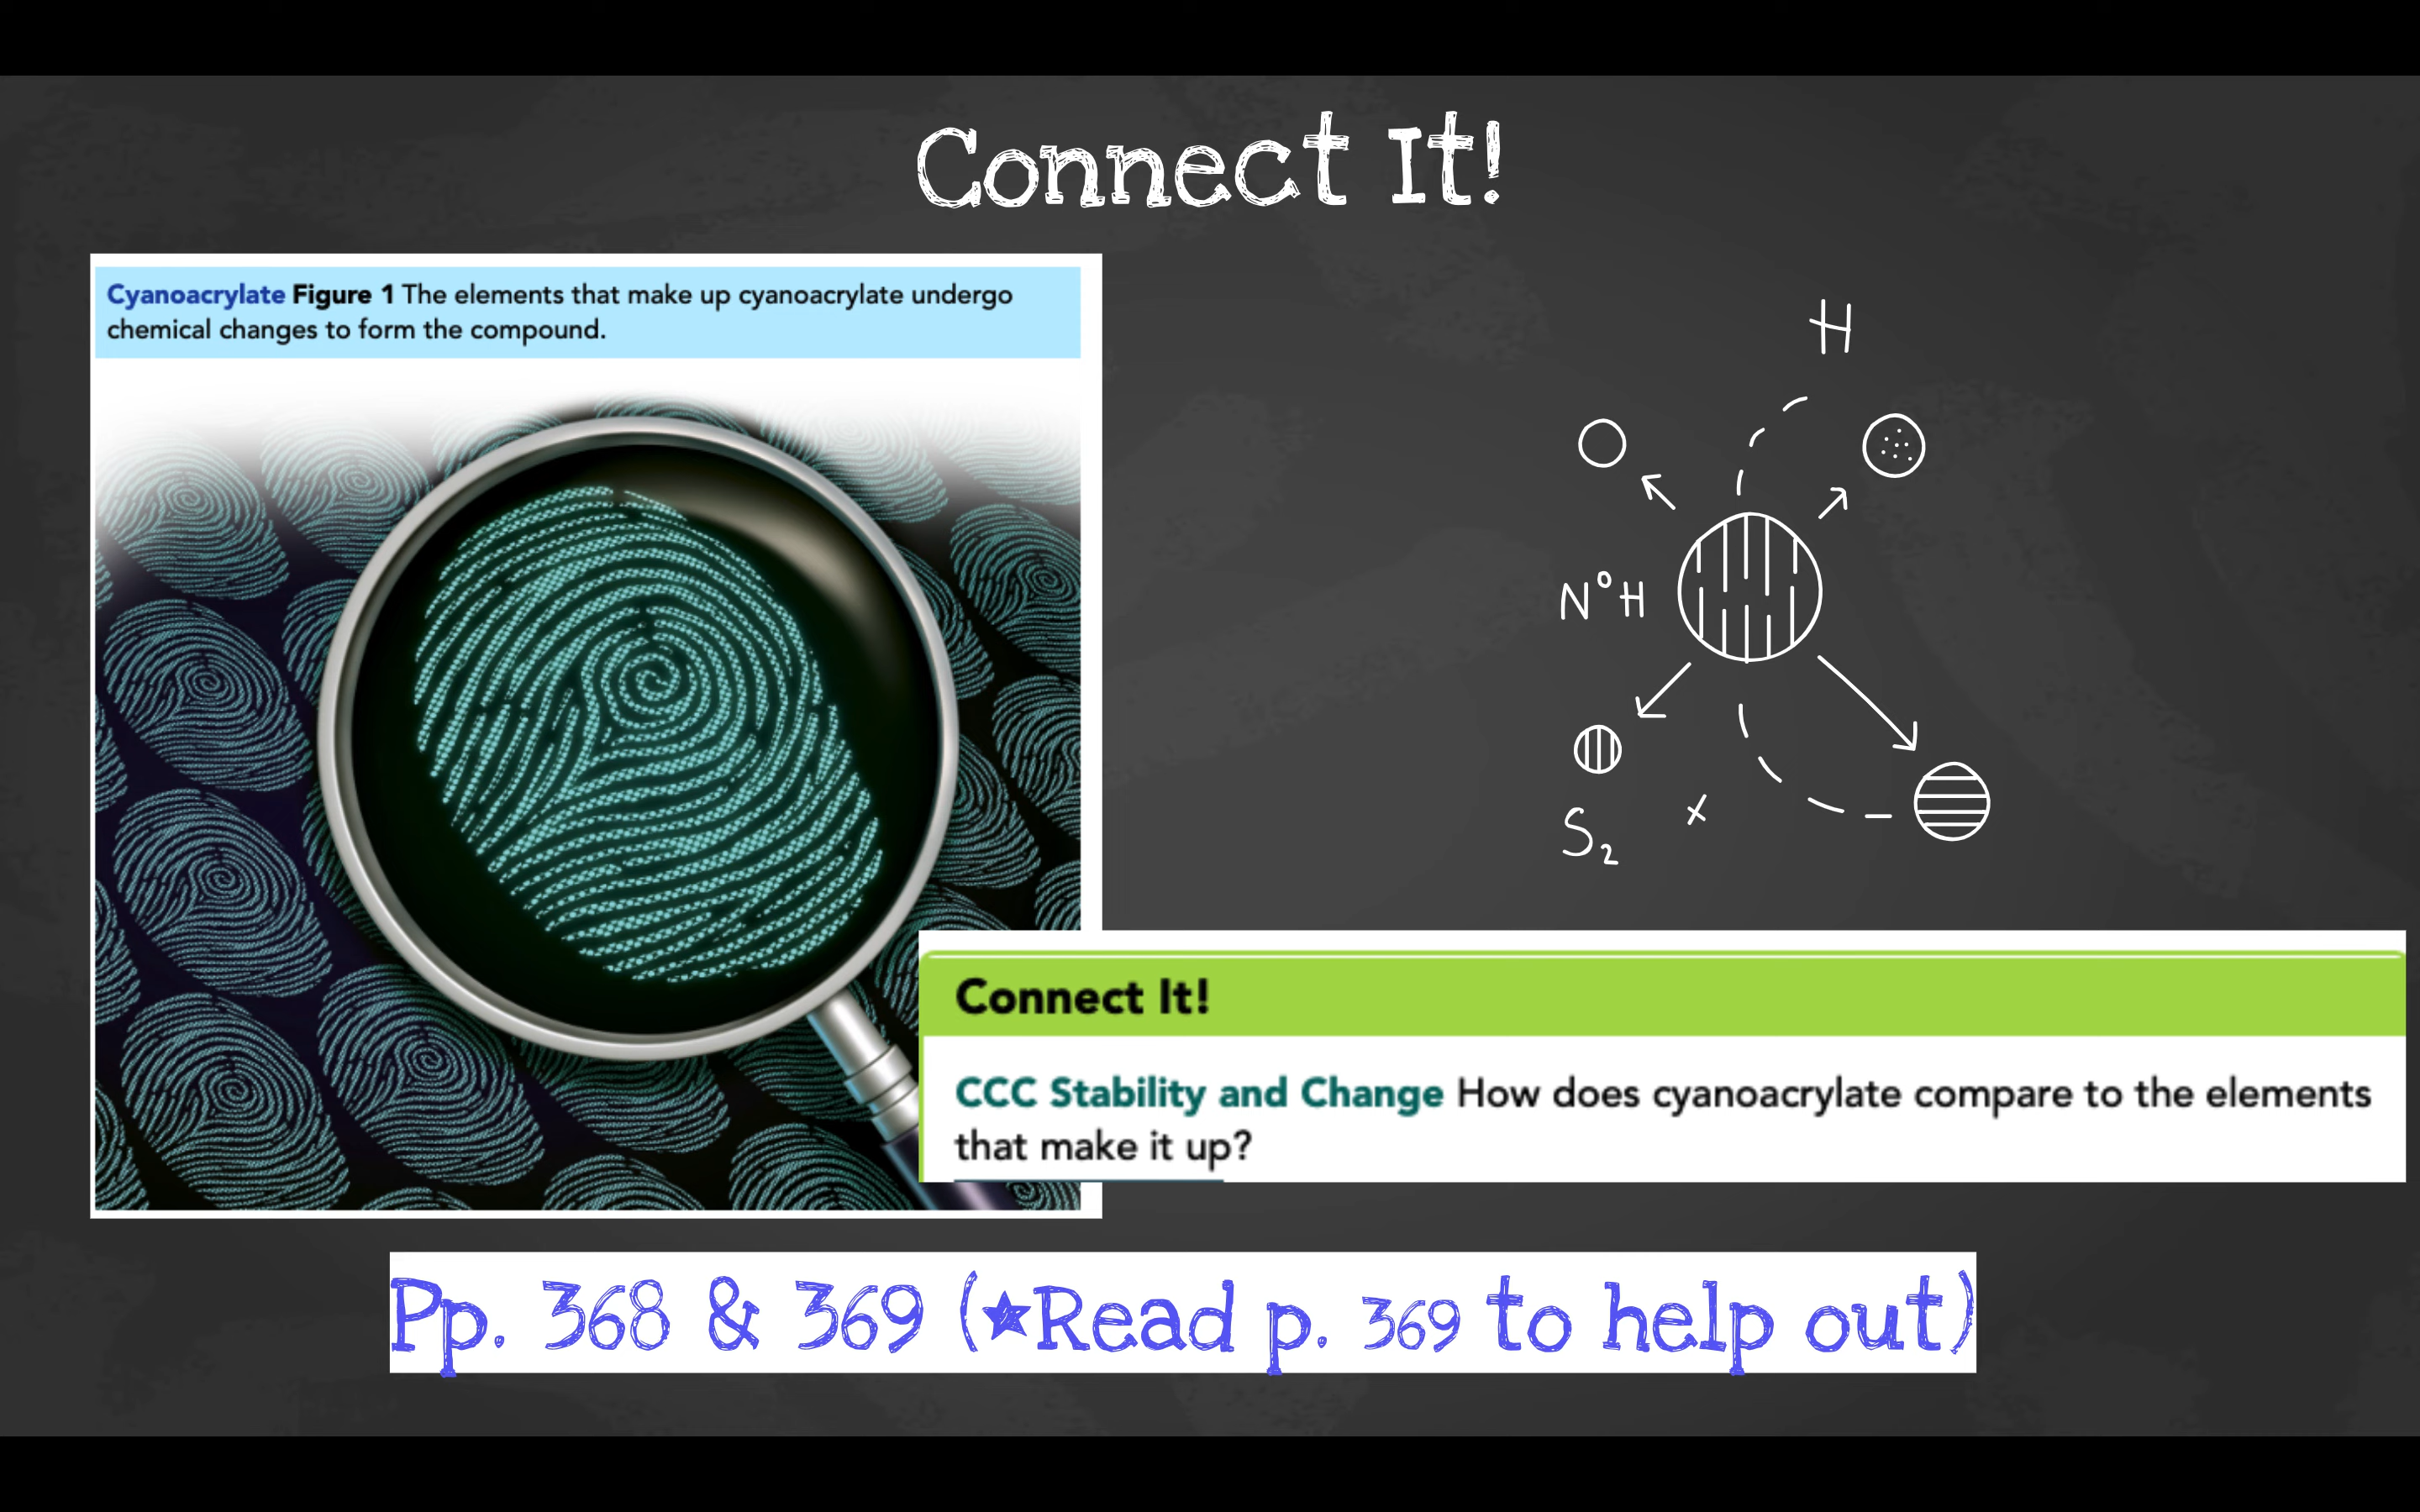 Connect It!
Cyanoacrylate Figure 1 The elements that make up cyanoacrylate undergo
chemical changes to form the compound.
H
N°H
S₂
x
Connect It!
CCC Stability and Change How does cyanoacrylate compare to the elements
that make it up?
Pp. 368 & 369 (★Read p. 369 to help out)